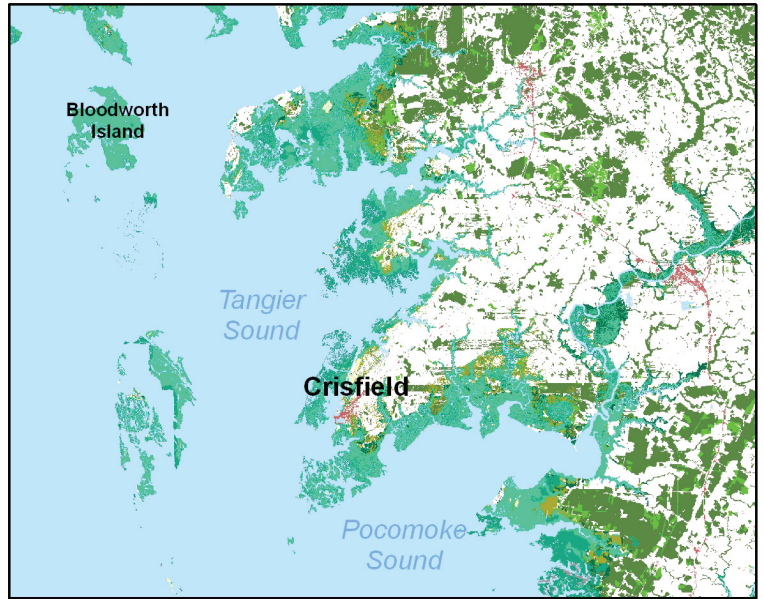 Bloodworth
Island
Tangier
Sound
Crisfield
Pocomoke
Sound